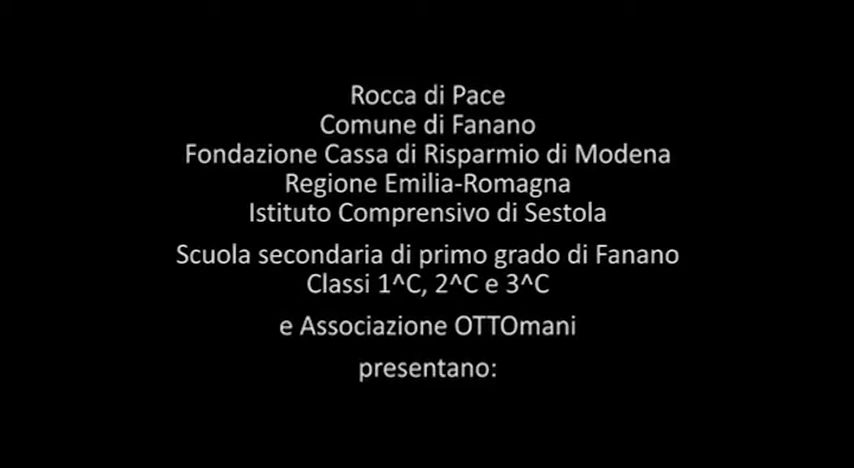 Rocca di Pace
Comune di Fanano
Fondazione Cassa di Risparmio di Modena
Regione Emilia-Romagna
Istituto Comprensivo di Sestola
Scuola secondaria di primo grado di Fanano
Classi 1^C, 2^C e 3^C
e Associazione OTTOmani
presentano: